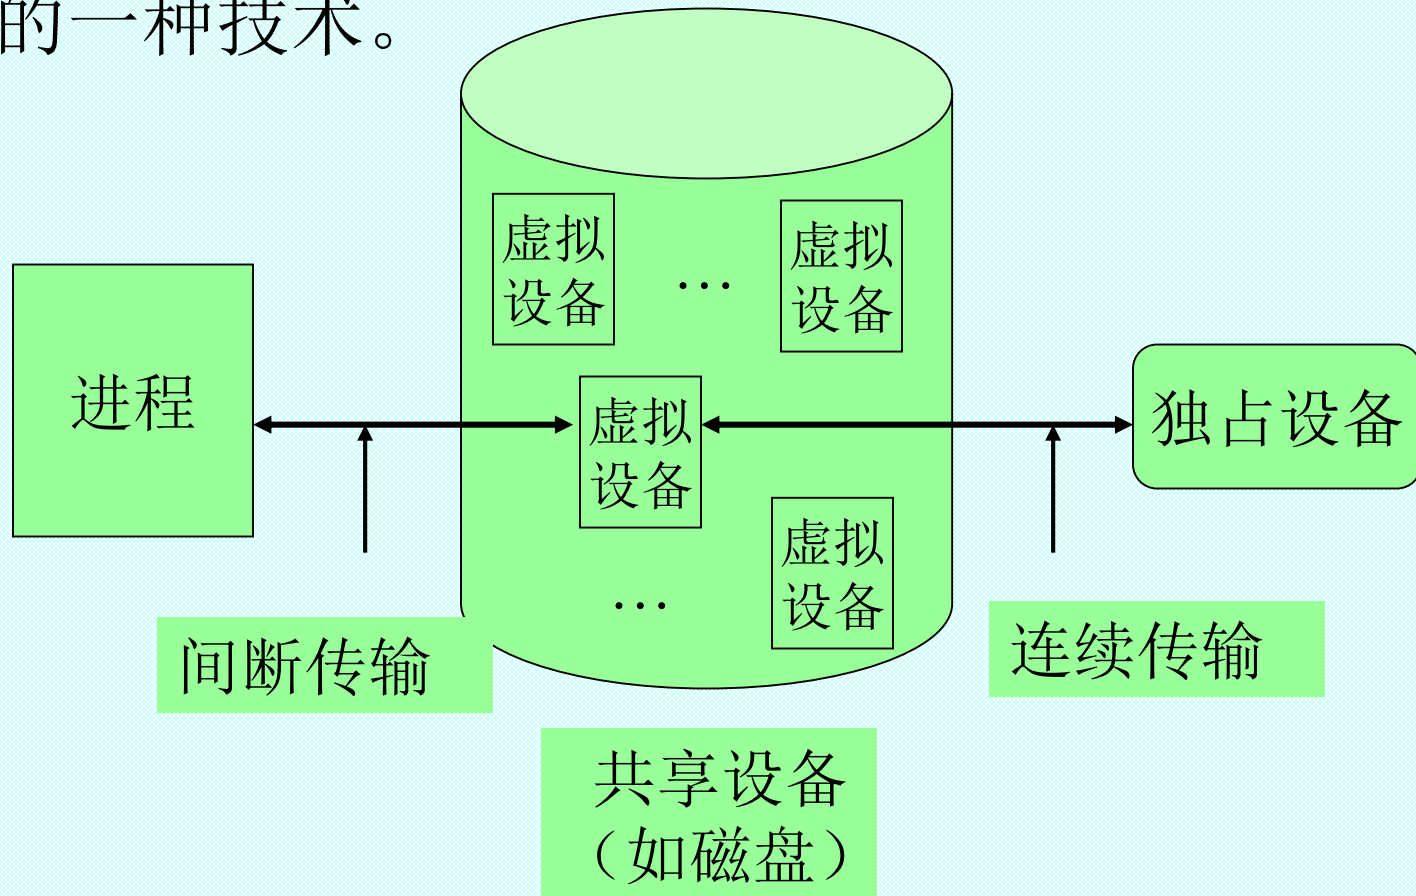 的一种技术。
虚拟
设备
…
虚拟
设备
进程
虚拟
设备
独占设备
虚拟
设备
…
间断传输
连续传输
共享设备
（如磁盘）